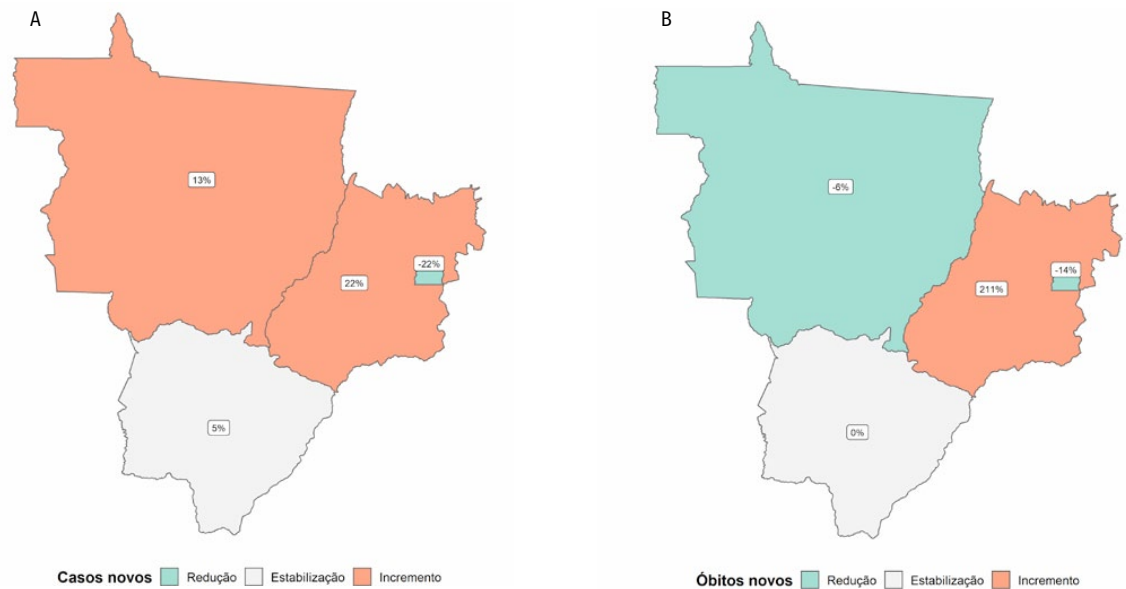 A
13%
-22%
22%
5%
Casos novos Redução Estabilização Incremento
B
-6%
-14%
211%
0%
Óbitos novos Redução Estabilização Incremento